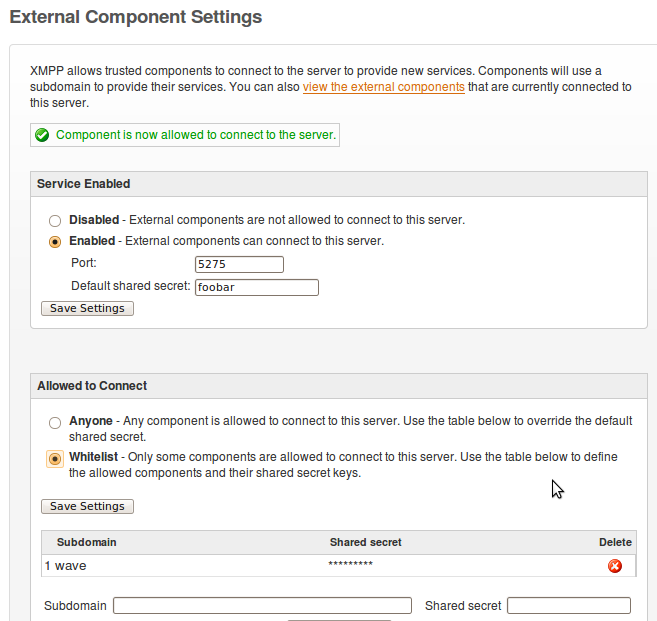 External Component Settings
XMPP allows trusted components to connect to the server to provide new services. Components will use a
subdomain to provide their services. You can also view the external components that are currently connected to
this server.
Component is now allowed to connect to the server.
Service Enabled
Disabled - External components are not allowed to connect to this server.
Enabled - External components can connect to this server.
Port: 5275
Default shared secret: foobar
Save Settings
Allowed to Connect
Anyone - Any component is allowed to connect to this server. Use the table below to override the default
shared secret.
Whitelist - Only some components are allowed to connect to this server. Use the table below to define
the allowed components and their shared secret keys.
Save Settings
Subdomain Shared secret Delete
1 wave *********
Subdomain Shared secret